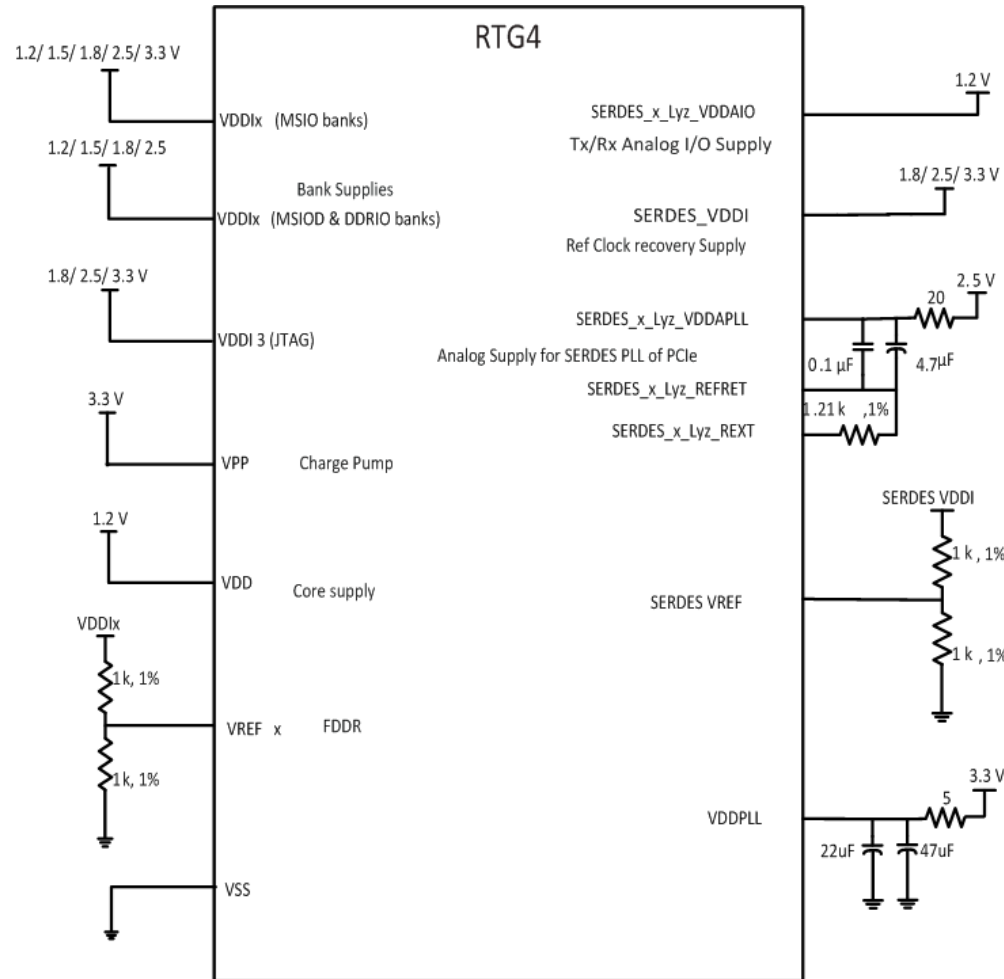 RTG4
1.2/ 1.5/ 1.8/ 2.5/ 3.3 V
VDDIx (MSIO banks)
1.2/ 1.5/ 1.8/ 2.5
Bank Supplies
VDDIx (MSIOD & DDRIO banks)
1.8/ 2.5/ 3.3 V
VDDI 3 (JTAG)
3.3 V
VPP Charge Pump
1.2 V
VDD Core supply
VDDIx
1k, 1%
VREF x FDDR
1k, 1%
VSS
1.2 V
SERDES_x_Lyz_VDDAIO
Tx/Rx Analog I/O Supply
1.8/ 2.5/ 3.3 V
SERDES_VDDI
Ref Clock recovery Supply
2.5 V
20
SERDES_x_Lyz_VDDAPLL
Analog Supply for SERDES PLL of PCIe
0.1 µF 4.7µF
SERDES_x_Lyz_REFRET
1.21k ,1%
SERDES_x_Lyz_REXT
SERDES VDDI
1k , 1%
SERDES VREF
1k , 1%
3.3 V
5
VDDPLL
22uF 47uF